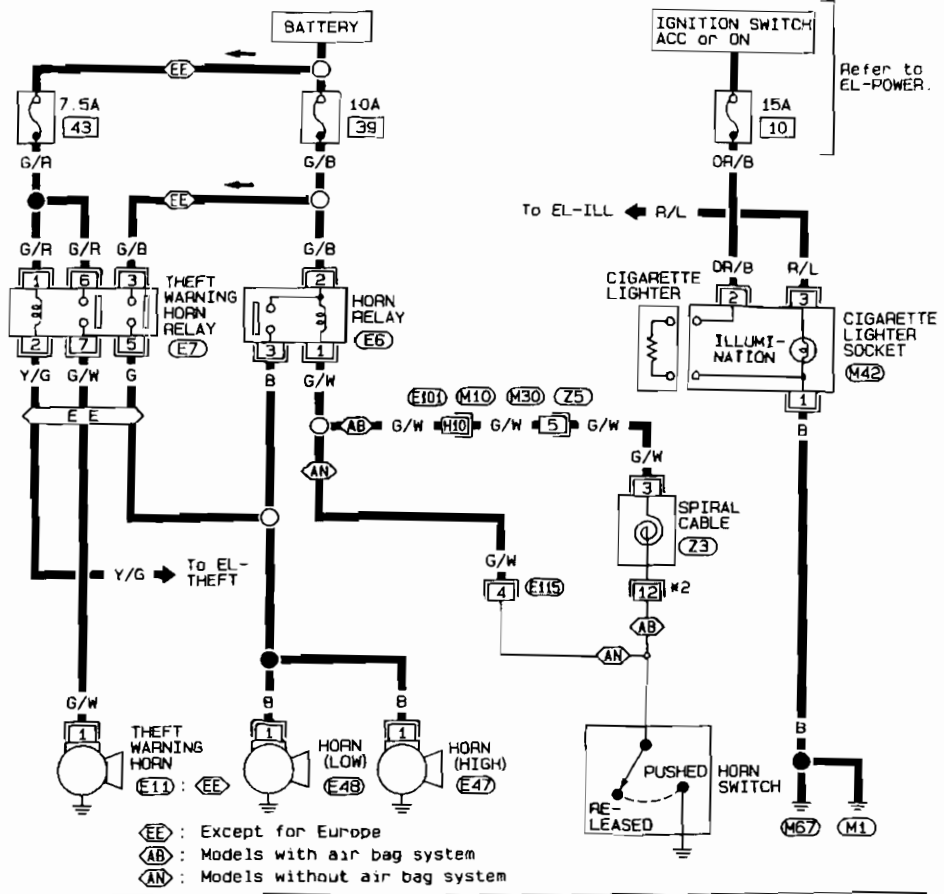 BATTERY
IGNITION SWITCH
ACC or ON
Refer to
EL-POWER.
EE
7.5A
43
10A
39
15A
10
G/R
G/B
OR/B
EE
To EL-ILL
R/L
G/R
G/R
G/B
G/B
OR/B
R/L
1
6
3
THEFT
WARNING
HORN
RELAY
E7
2
7
5
2
HORN
RELAY
E6
3
1
CIGARETTE
LIGHTER
2
3
ILLUMI-
NATION
CIGARETTE
LIGHTER
SOCKET
M42
1
Y/G
G/W
G
B
G/W
B
EE
E101
M10
M30
Z5
AB
G/W
H10
G/W
5
G/W
AN
G/W
3
SPIRAL
CABLE
Z3
12
*2
AB
G/W
4
E115
AN
Y/G
To EL-
THEFT
G/W
B
B
B
1
THEFT
WARNING
HORN
E11 : EE
1
HORN
(LOW)
E48
1
HORN
(HIGH)
E47
PUSHED
RE-
LEASED
HORN
SWITCH
M67
M1
EE : Except for Europe
AB : Models with air bag system
AN : Models without air bag system